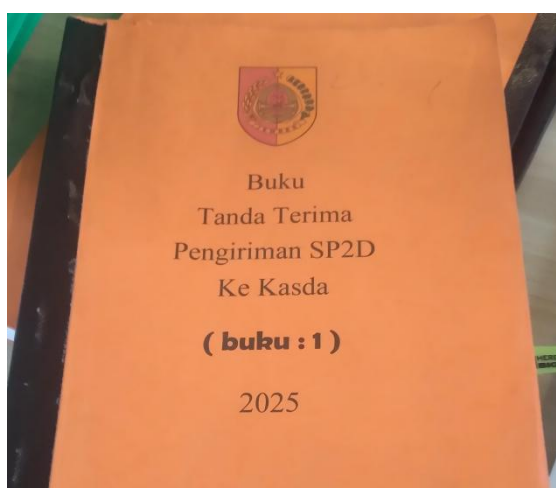 Buku
Tanda Terima
Pengiriman SP2D
Ke Kasda
( buku : 1 )
2025